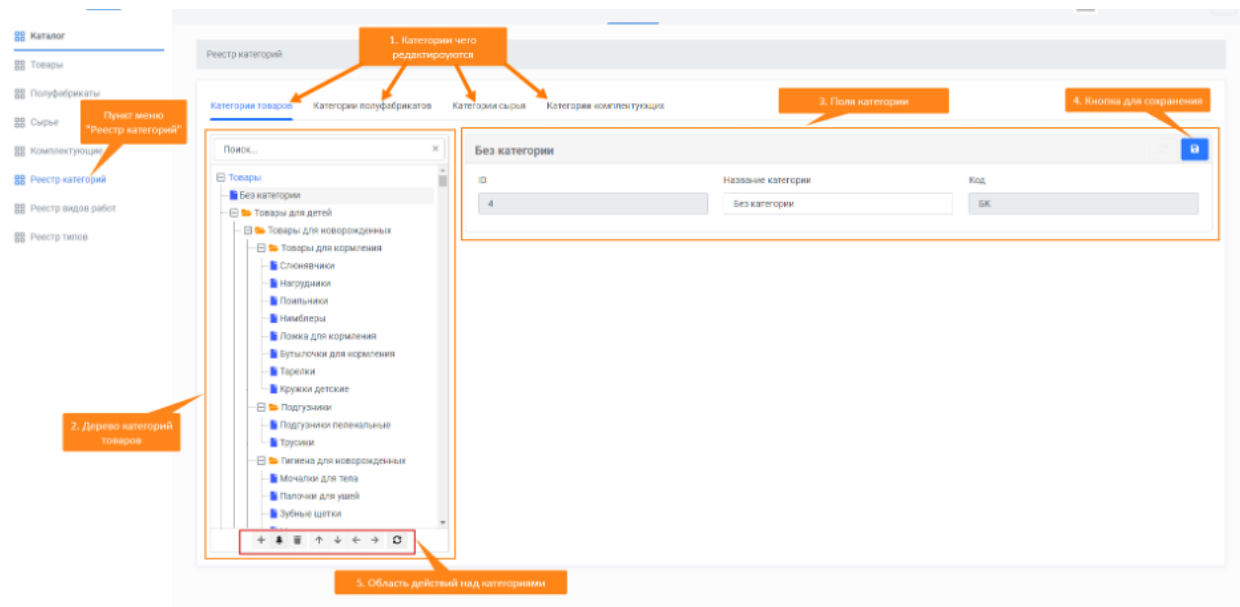 Каталог
Товары
Полуфабрикаты
Сырье
Комплектующие
Реестр категорий
Реестр видов работ
Реестр типов
Пункт меню
"Реестр категорий"
Реестр категорий
1. Категории чего
редактироуются
Категории товаров Категории полуфабрикатов Категории сырья Категории комплектующих
3. Поля категории
4. Кнопка для сохранения
Поиск... ×
Товары
Без категории
Товары для детей
Товары для новорожденных
Товары для кормления
Слюнявчики
Нагрудники
Поильники
Ниблеры
Ложка для кормления
Бутылочки для кормления
Тарелки
Кружки детские
Подгузники
Подгузники пеленальные
Трусики
Гигиена для новорожденных
Мочалки для тела
Палочки для ушей
Зубные щетки
Без категории
ID Название категории Код
4 Без категории БК
2. Дерево категорий
товаров
5. Область действий над категориями